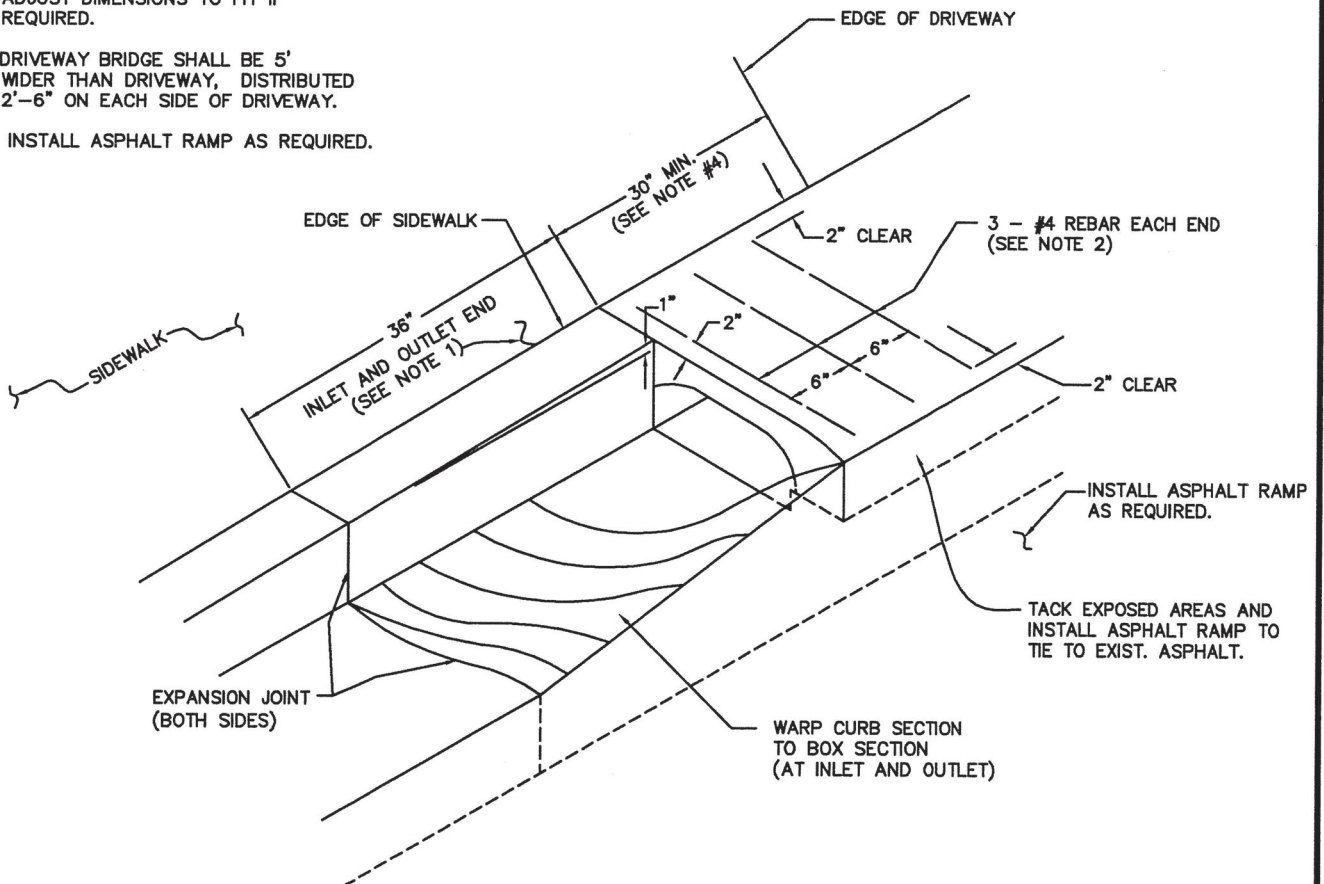 ADJUST DIMENSIONS TO FIT IF
REQUIRED.
DRIVEWAY BRIDGE SHALL BE 5'
WIDER THAN DRIVEWAY, DISTRIBUTED
2'-6" ON EACH SIDE OF DRIVEWAY.
INSTALL ASPHALT RAMP AS REQUIRED.
EDGE OF DRIVEWAY
30" MIN.
(SEE NOTE #4)
EDGE OF SIDEWALK
2" CLEAR
3 - #4 REBAR EACH END
(SEE NOTE 2)
SIDEWALK
36"
INLET AND OUTLET END
(SEE NOTE 1)
1"
2"
6"
6"
2" CLEAR
INSTALL ASPHALT RAMP
AS REQUIRED.
TACK EXPOSED AREAS AND
INSTALL ASPHALT RAMP TO
TIE TO EXIST. ASPHALT.
EXPANSION JOINT
(BOTH SIDES)
WARP CURB SECTION
TO BOX SECTION
(AT INLET AND OUTLET)